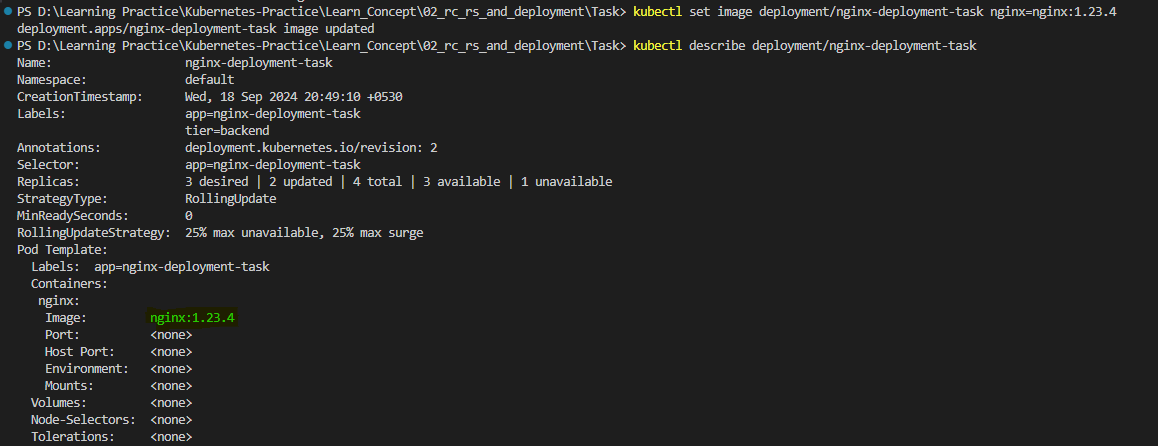 PS D:\Learning Practice\Kubernetes-Practice\Learn_Concept\02_rc_rs_and_deployment\Task> kubectl set image deployment/nginx-deployment-task nginx=nginx:1.23.4
deployment.apps/nginx-deployment-task image updated
PS D:\Learning Practice\Kubernetes-Practice\Learn_Concept\02_rc_rs_and_deployment\Task> kubectl describe deployment/nginx-deployment-task
Name:                   nginx-deployment-task
Namespace:              default
CreationTimestamp:      Wed, 18 Sep 2024 20:49:10 +0530
Labels:                 app=nginx-deployment-task
                        tier=backend
Annotations:            deployment.kubernetes.io/revision: 2
Selector:               app=nginx-deployment-task
Replicas:               3 desired | 2 updated | 4 total | 3 available | 1 unavailable
StrategyType:           RollingUpdate
MinReadySeconds:        0
RollingUpdateStrategy:  25% max unavailable, 25% max surge
Pod Template:
  Labels:  app=nginx-deployment-task
  Containers:
   nginx:
    Image:         nginx:1.23.4
    Port:          <none>
    Host Port:     <none>
    Environment:   <none>
    Mounts:        <none>
  Volumes:         <none>
  Node-Selectors:  <none>
  Tolerations:     <none>